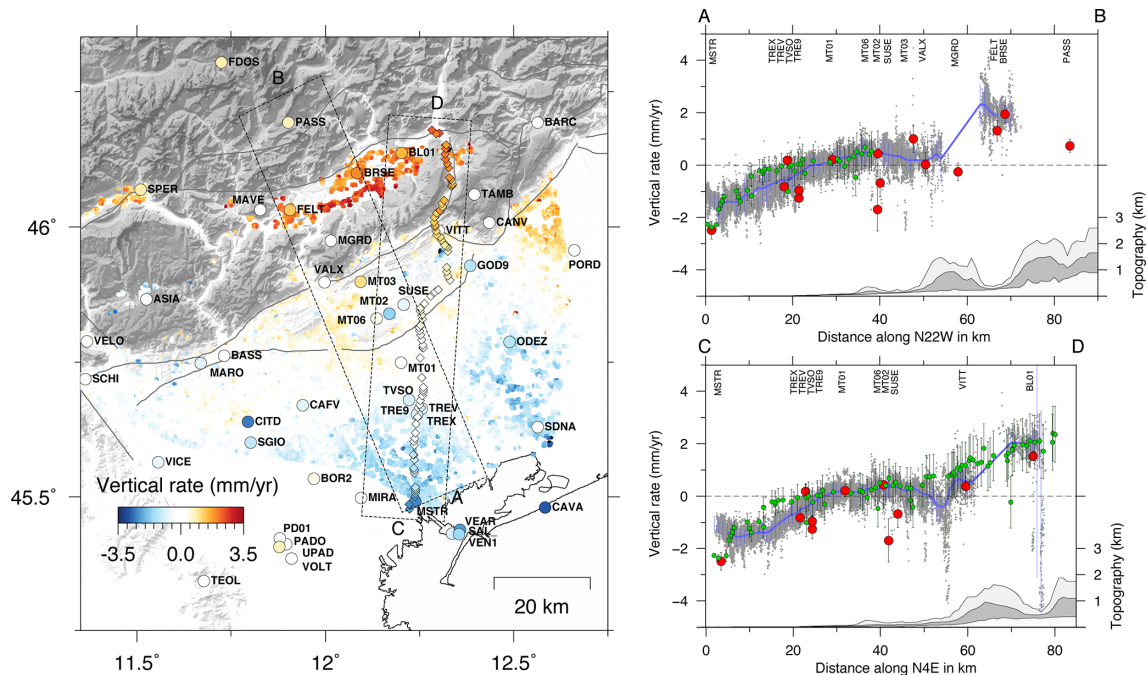 FDOS
B
D
PASS
BARC
BL01
BRSE
SPER
TAMB
MAVE
FELT
46°
CANV
VITT
MGRD
PORD
GOD9
VALX
MT03
SUSE
ASIA
MT02
MT06
VELO
ODEZ
BASS
MT01
MARO
SCHI
TVSO
CAFV
TRE9
TREV
TREX
CITD
SDNA
SGIO
VICE
BOR2
45.5°
Vertical rate (mm/yr)
MIRA
A
MSTR
CAVA
-3.5 0.0 3.5
C
VEAR
SAL
VEN1
PD01
PADO
UPAD
VOLT
TEOL
20 km
11.5° 12° 12.5°
A B
MSTR TREX TREV TVSO TRE9 MT01 MT06 MT02 SUSE MT03 VALX MGRD FELT BRSE PASS
Vertical rate (mm/yr)
4
2
0
−2
−4
3
2
1
Topography (km)
0 20 40 60 80
Distance along N22W in km
C D
MSTR TREX TREV TVSO TRE9 MT01 MT06 MT02 SUSE VITT BL01
Vertical rate (mm/yr)
4
2
0
−2
−4
3
2
1
Topography (km)
0 20 40 60 80
Distance along N4E in km